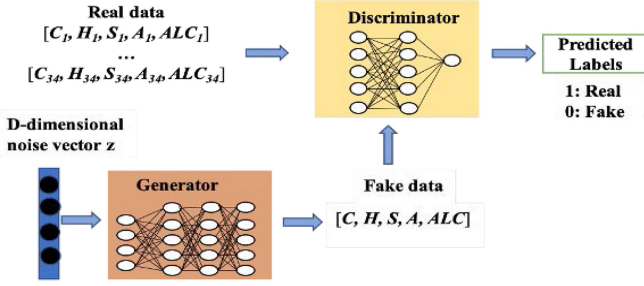 Real data
[C1, H1, S1, A1, ALC1]
...
[C34, H34, S34, A34, ALC34]
Discriminator
Predicted
Labels
1: Real
0: Fake
D-dimensional
noise vector z
Generator
Fake data
[C, H, S, A, ALC]